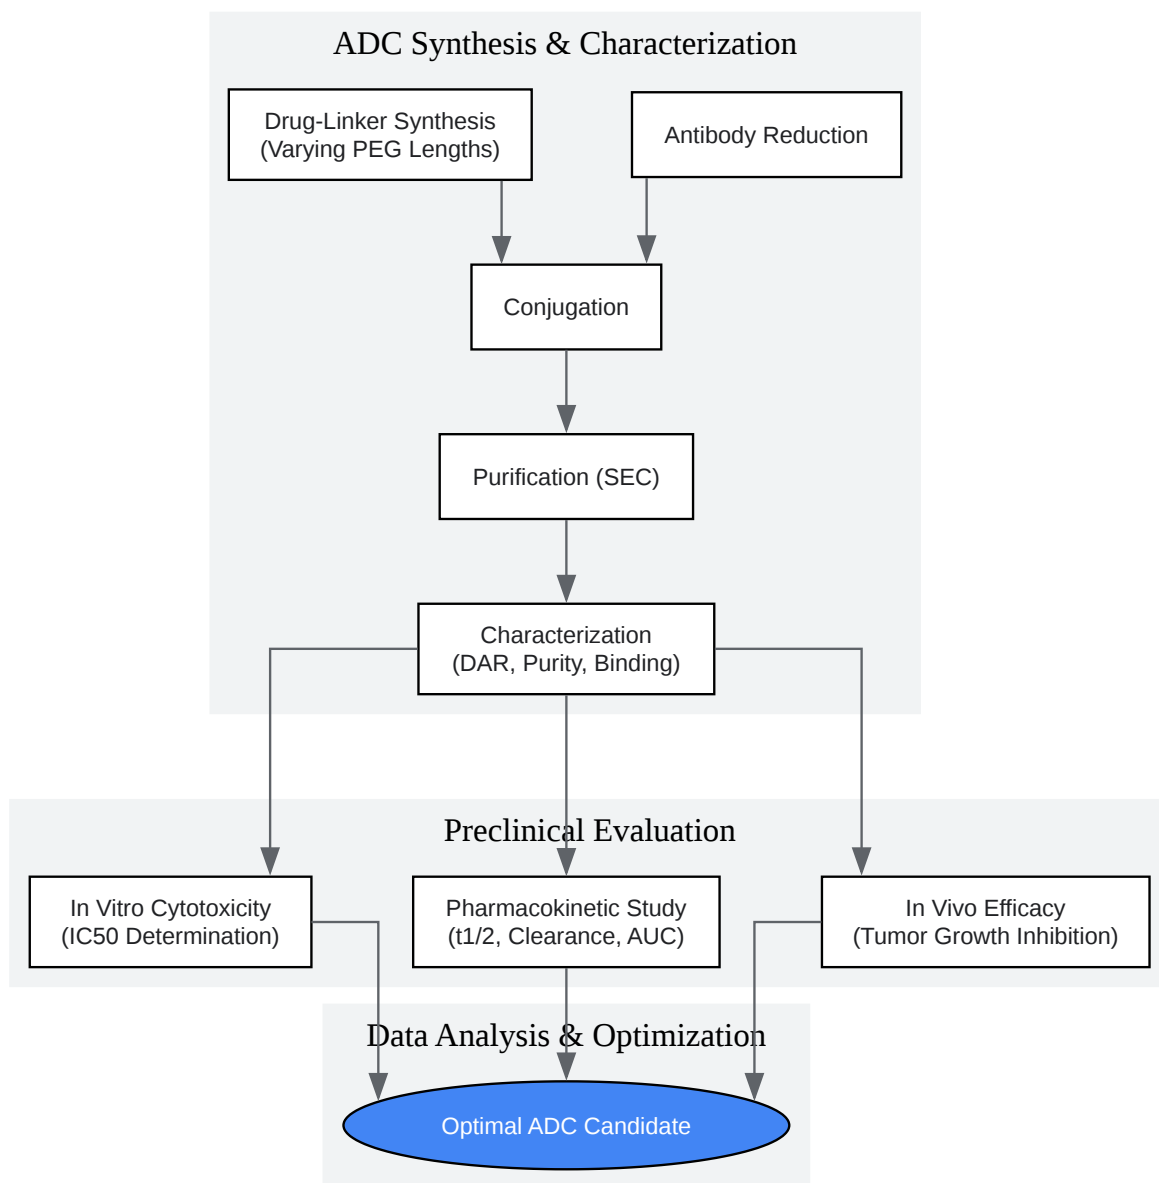 ADC Synthesis & Characterization
Drug-Linker Synthesis
(Varying PEG Lengths)
Antibody Reduction
Conjugation
Purification (SEC)
Characterization
(DAR, Purity, Binding)
Preclinical Evaluation
In Vitro Cytotoxicity
(IC50 Determination)
Pharmacokinetic Study
(t1/2, Clearance, AUC)
In Vivo Efficacy
(Tumor Growth Inhibition)
Data Analysis & Optimization
Optimal ADC Candidate